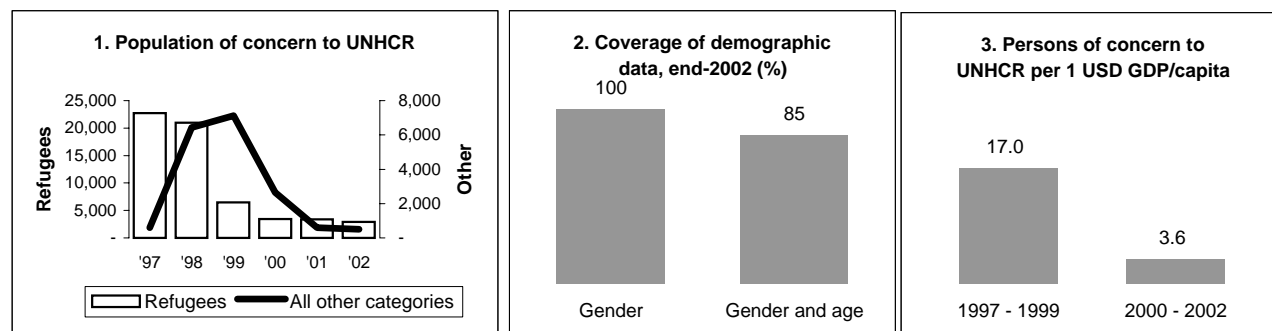 1. Population of concern to UNHCR
25,000
20,000
15,000
10,000
5,000
-
Refugees
8,000
6,000
4,000
2,000
-
Other
'97 '98 '99 '00 '01 '02
Refugees All other categories
2. Coverage of demographic
data, end-2002 (%)
100
85
Gender Gender and age
3. Persons of concern to
UNHCR per 1 USD GDP/capita
17.0
3.6
1997 - 1999 2000 - 2002